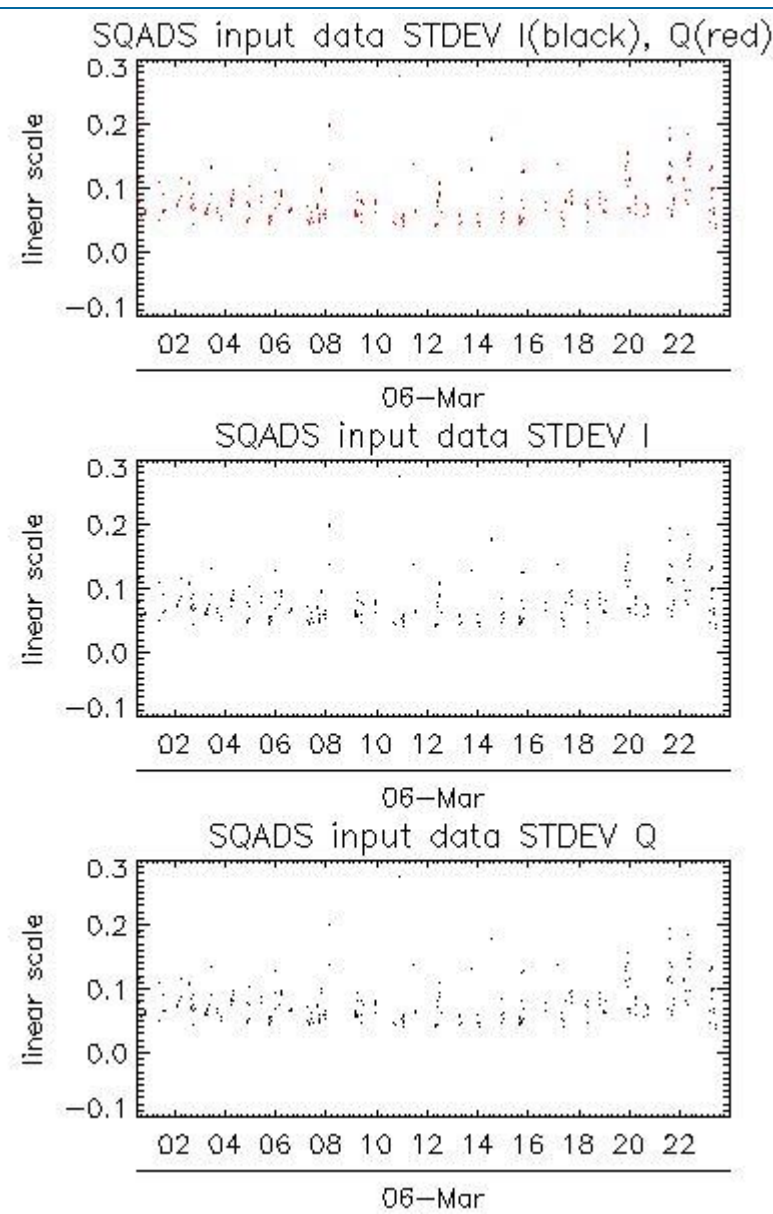 SQADS input data STDEV I(black), Q(red)
0.3
0.2
0.1
0.0
−0.1
linear scale
02 04 06 08 10 12 14 16 18 20 22
06−Mar
SQADS input data STDEV I
0.3
0.2
0.1
0.0
−0.1
linear scale
02 04 06 08 10 12 14 16 18 20 22
06−Mar
SQADS input data STDEV Q
0.3
0.2
0.1
0.0
−0.1
linear scale
02 04 06 08 10 12 14 16 18 20 22
06−Mar